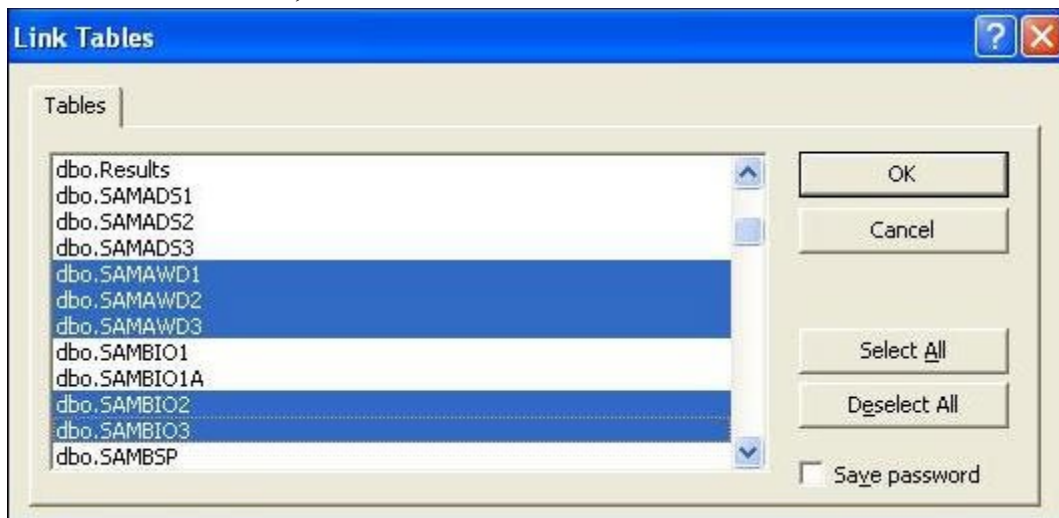 Link Tables
Tables
dbo.Results
dbo.SAMADS1
dbo.SAMADS2
dbo.SAMADS3
dbo.SAMAWD1
dbo.SAMAWD2
dbo.SAMAWD3
dbo.SAMBIO1
dbo.SAMBIO1A
dbo.SAMBIO2
dbo.SAMBIO3
dbo.SAMBSP
OK
Cancel
Select All
Deselect All
Save password